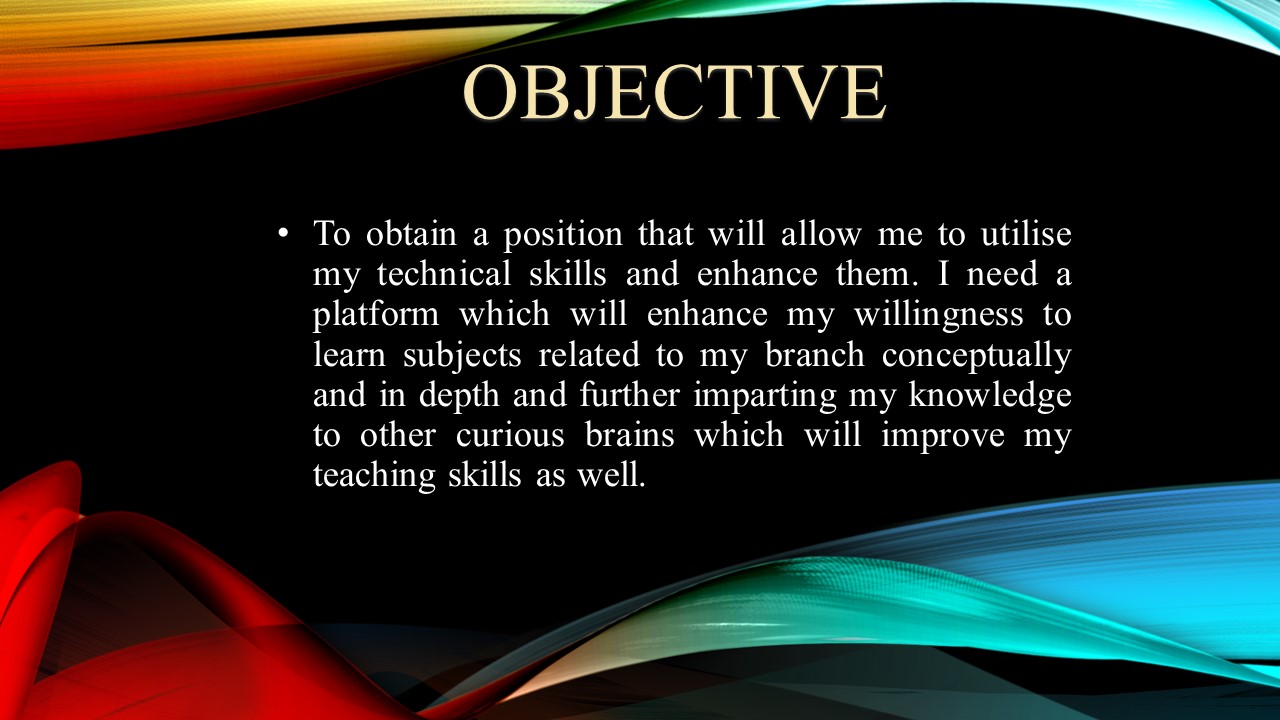 OBJECTIVE
• To obtain a position that will allow me to utilise
my technical skills and enhance them. I need a
platform which will enhance my willingness to
learn subjects related to my branch conceptually
and in depth and further imparting my knowledge
to other curious brains which will improve my
teaching skills as well.